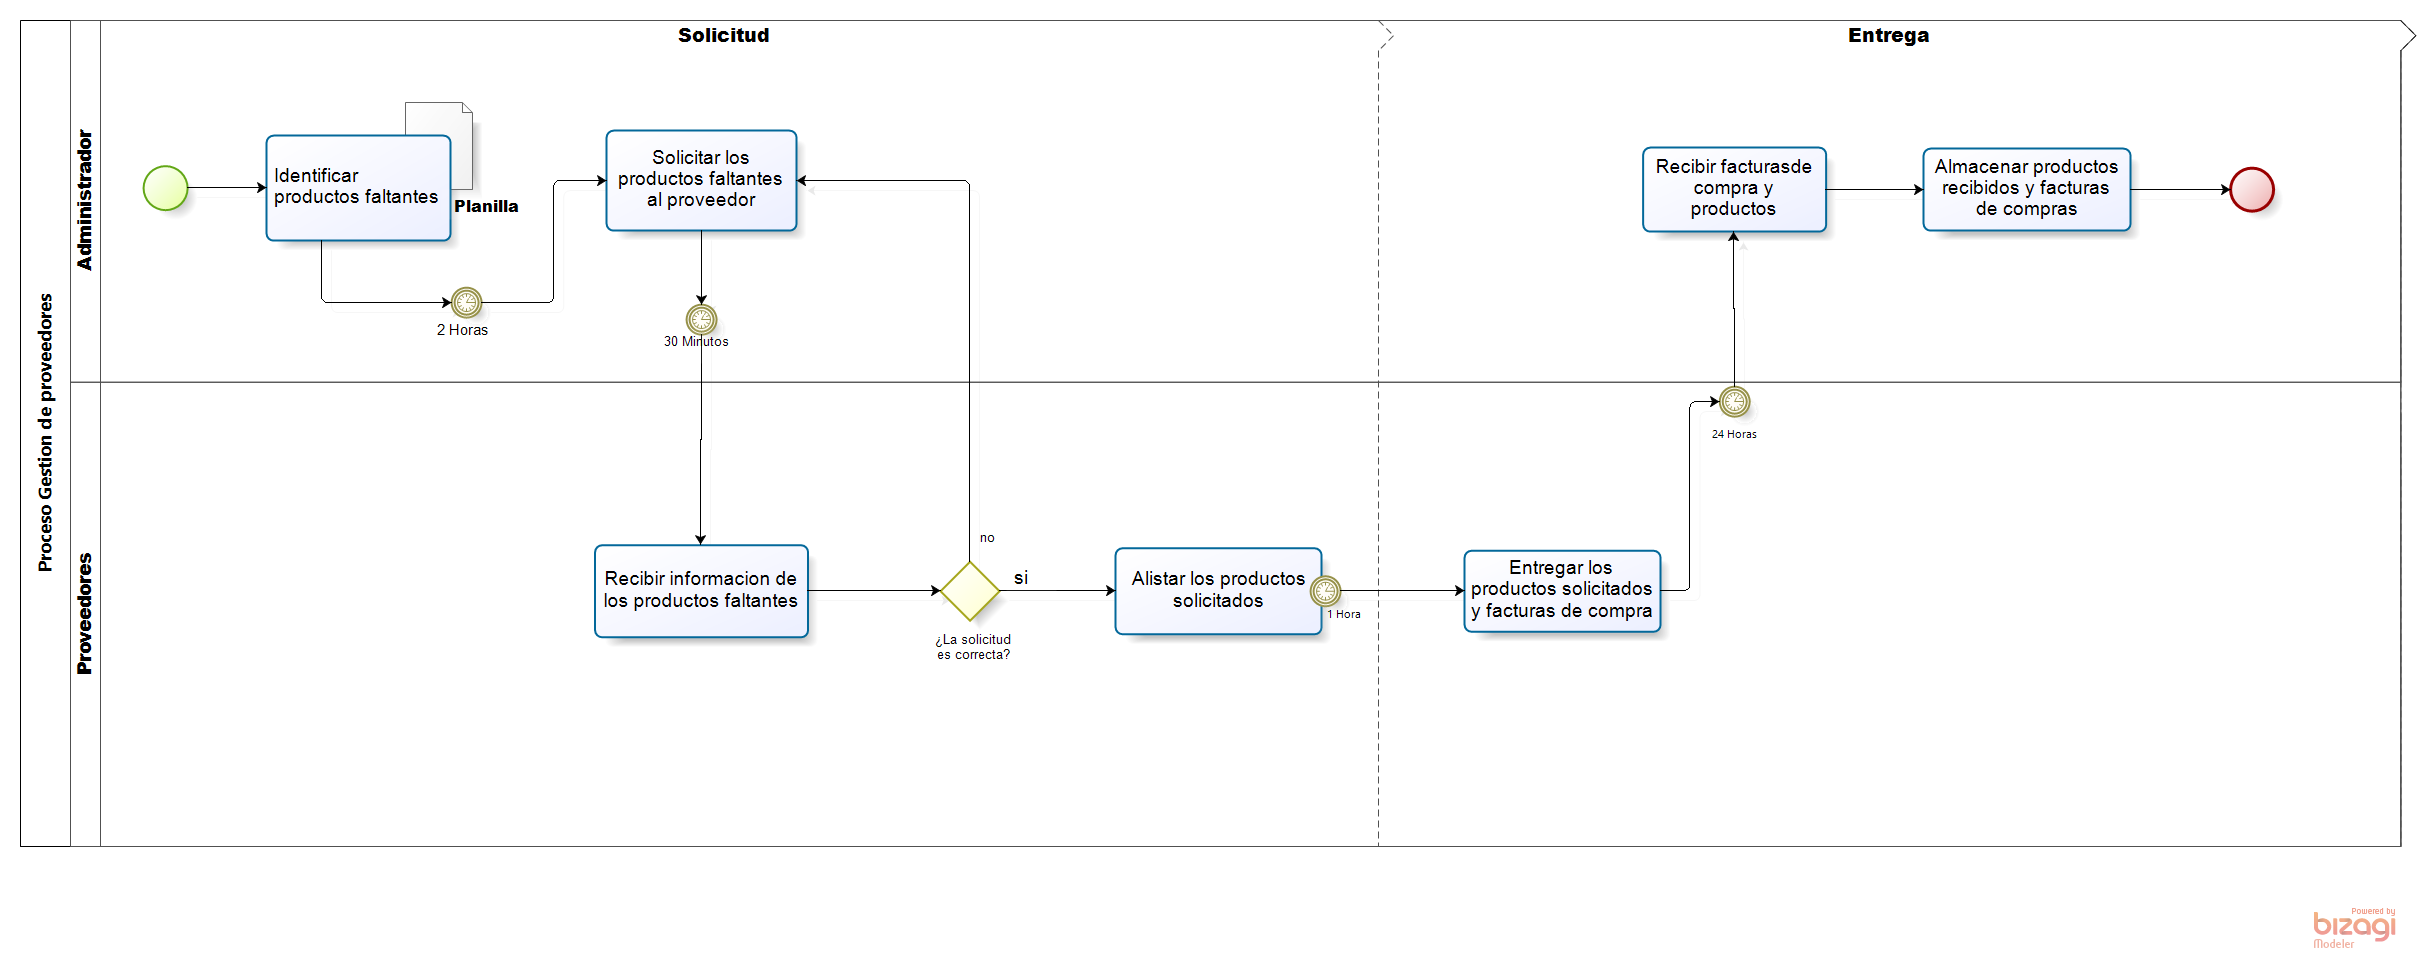 Solicitud
Entrega
Proceso Gestion de proveedores
Administrador
Identificar
productos faltantes
Planilla
2 Horas
Solicitar los
productos faltantes
al proveedor
30 Minutos
Recibir facturasde
compra y
productos
Almacenar productos
recibidos y facturas
de compras
24 Horas
Proveedores
Recibir informacion de
los productos faltantes
no
si
¿La solicitud
es correcta?
Alistar los productos
solicitados
1 Hora
Entregar los
productos solicitados
y facturas de compra
Powered by
bizagi
Modeler